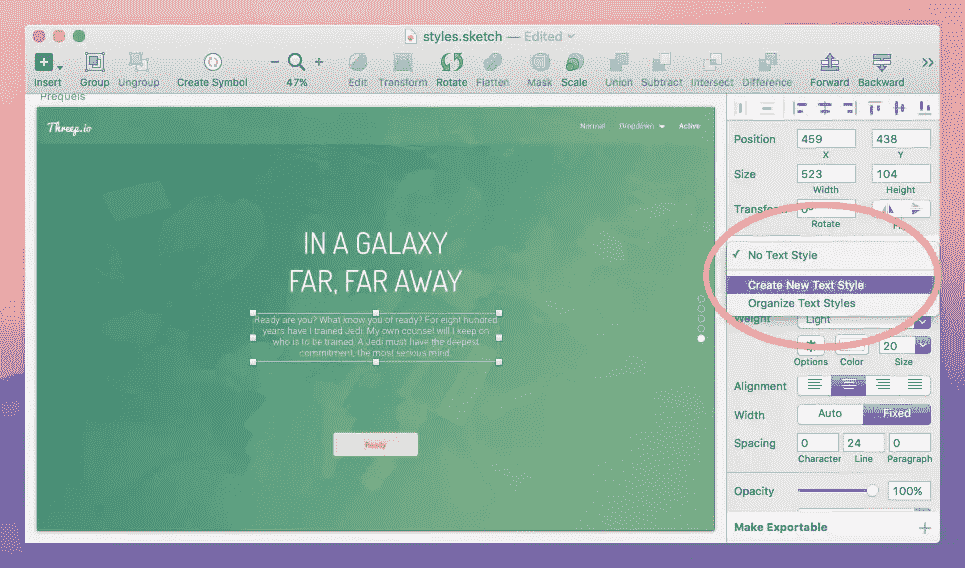 styles.sketch — Edited
Insert
Group
Ungroup
Create Symbol
47%
Edit
Transform
Rotate
Flatten
Mask
Scale
Union
Subtract
Intersect
Difference
Forward
Backward
Prequels
Threep.io
Normal
Dropdown
Active
IN A GALAXY
FAR, FAR AWAY
Ready are you? What know you of ready? For eight hundred
years have I trained Jedi. My own counsel will I keep on
who is to be trained. A Jedi must have the deepest
commitment, the most serious mind.
Ready
Position
459
438
X
Y
Size
523
104
Width
Height
Transform
0°
Rotate
No Text Style
Create New Text Style
Organize Text Styles
Weight
Light
20
Options
Color
Size
Alignment
Width
Auto
Fixed
Spacing
0
24
0
Character
Line
Paragraph
Opacity
100%
Make Exportable